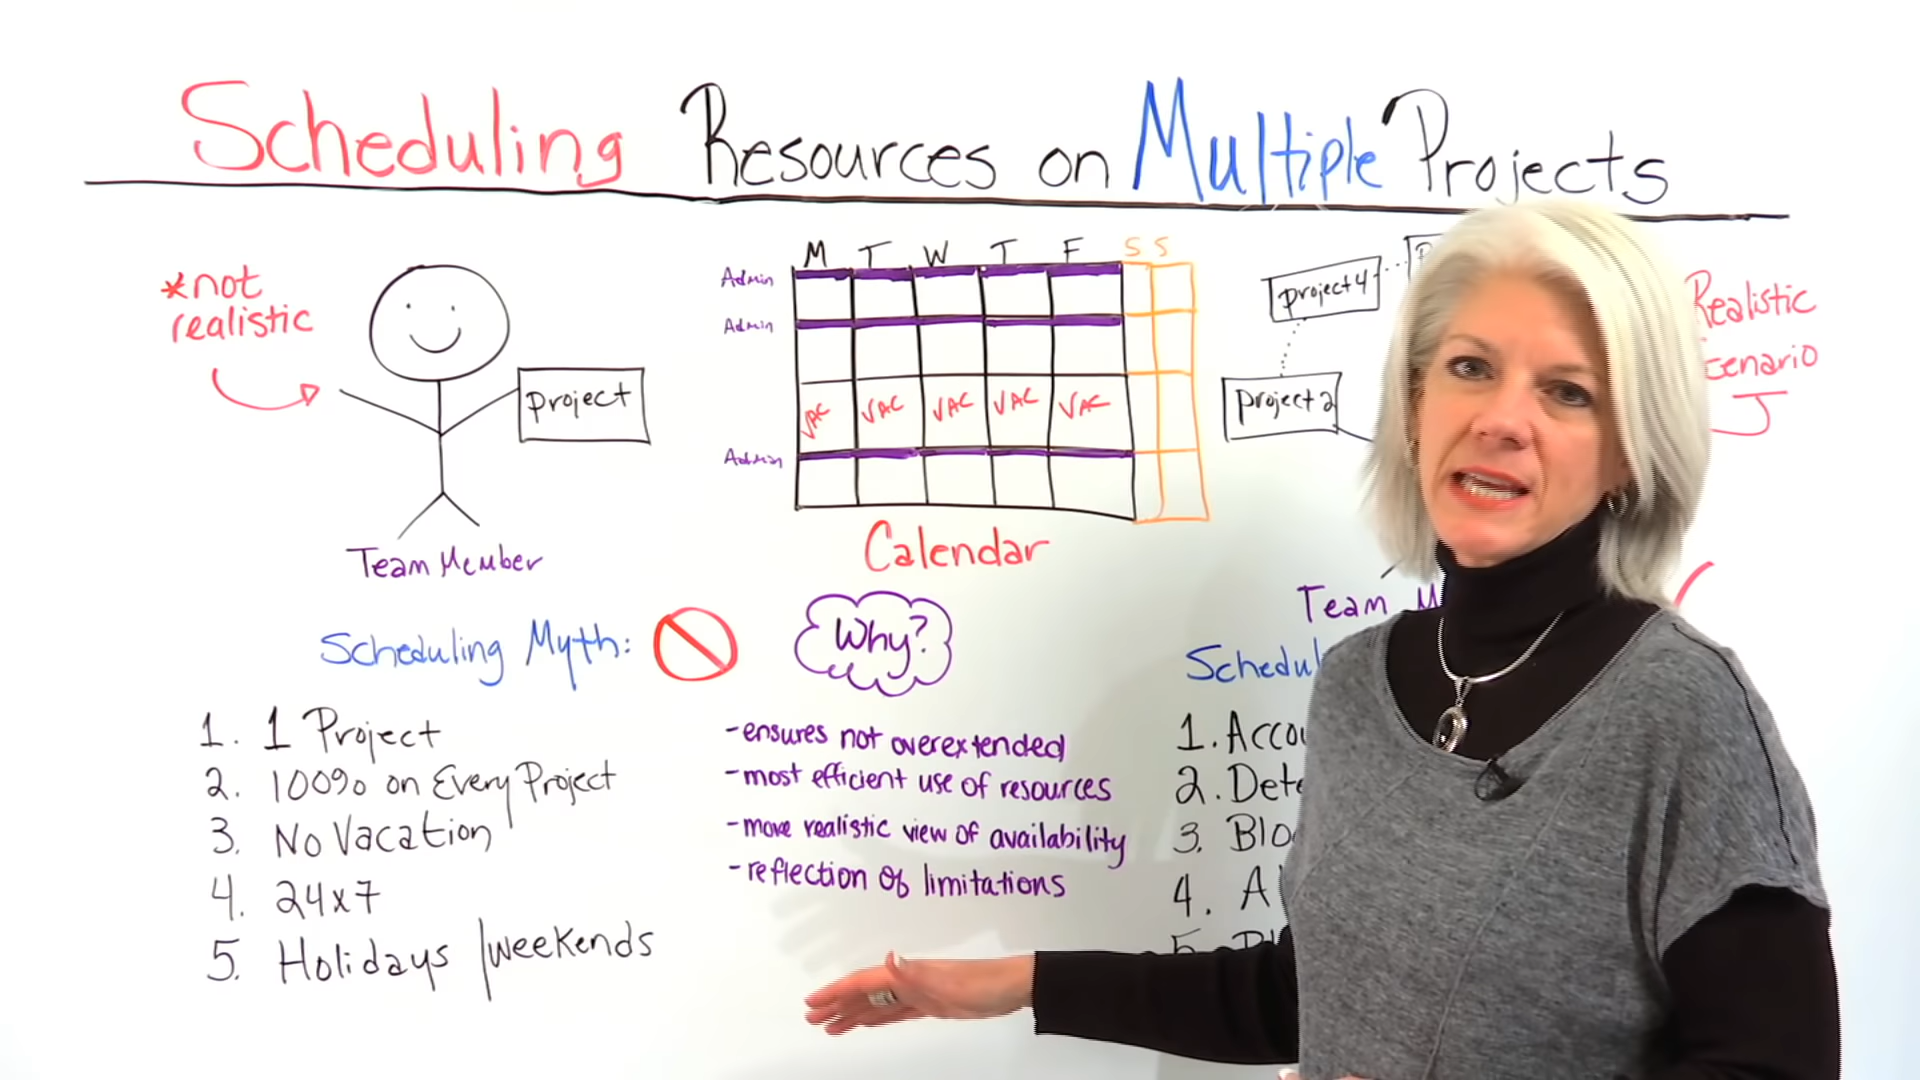 Scheduling Resources on Multiple Projects
*not
realistic
project
Team Member
Scheduling Myth:
1. 1 Project
2. 100% on Every Project
3. No Vacation
4. 24x7
5. Holidays/weekends
M T W T F S S
Admin
Admin
VAC VAC VAC VAC VAC
Admin
Calendar
Why?
-ensures not overextended
-most efficient use of resources
-more realistic view of availability
-reflection of limitations
project 4
project 2
Realistic
Scenario
Team
1.
2.
3.
4.
5.